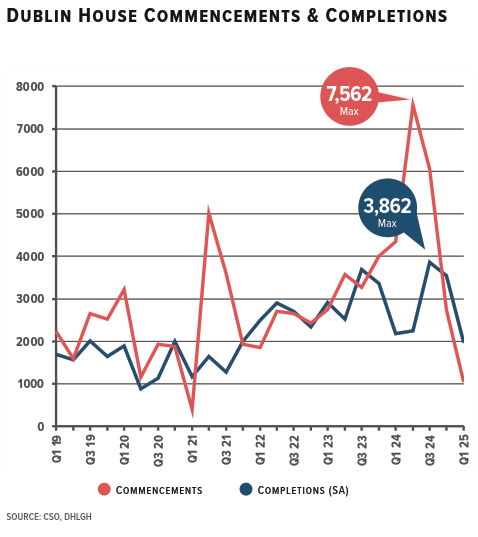 Dublin House Commencements & Completions
8000
7000
6000
5000
4000
3000
2000
1000
0
7,562
Max
3,862
Max
Q1 19
Q3 19
Q1 20
Q3 20
Q1 21
Q3 21
Q1 22
Q3 22
Q1 23
Q3 23
Q1 24
Q3 24
Q1 25
Commencements
Completions (SA)
SOURCE: CSO, DHLGH